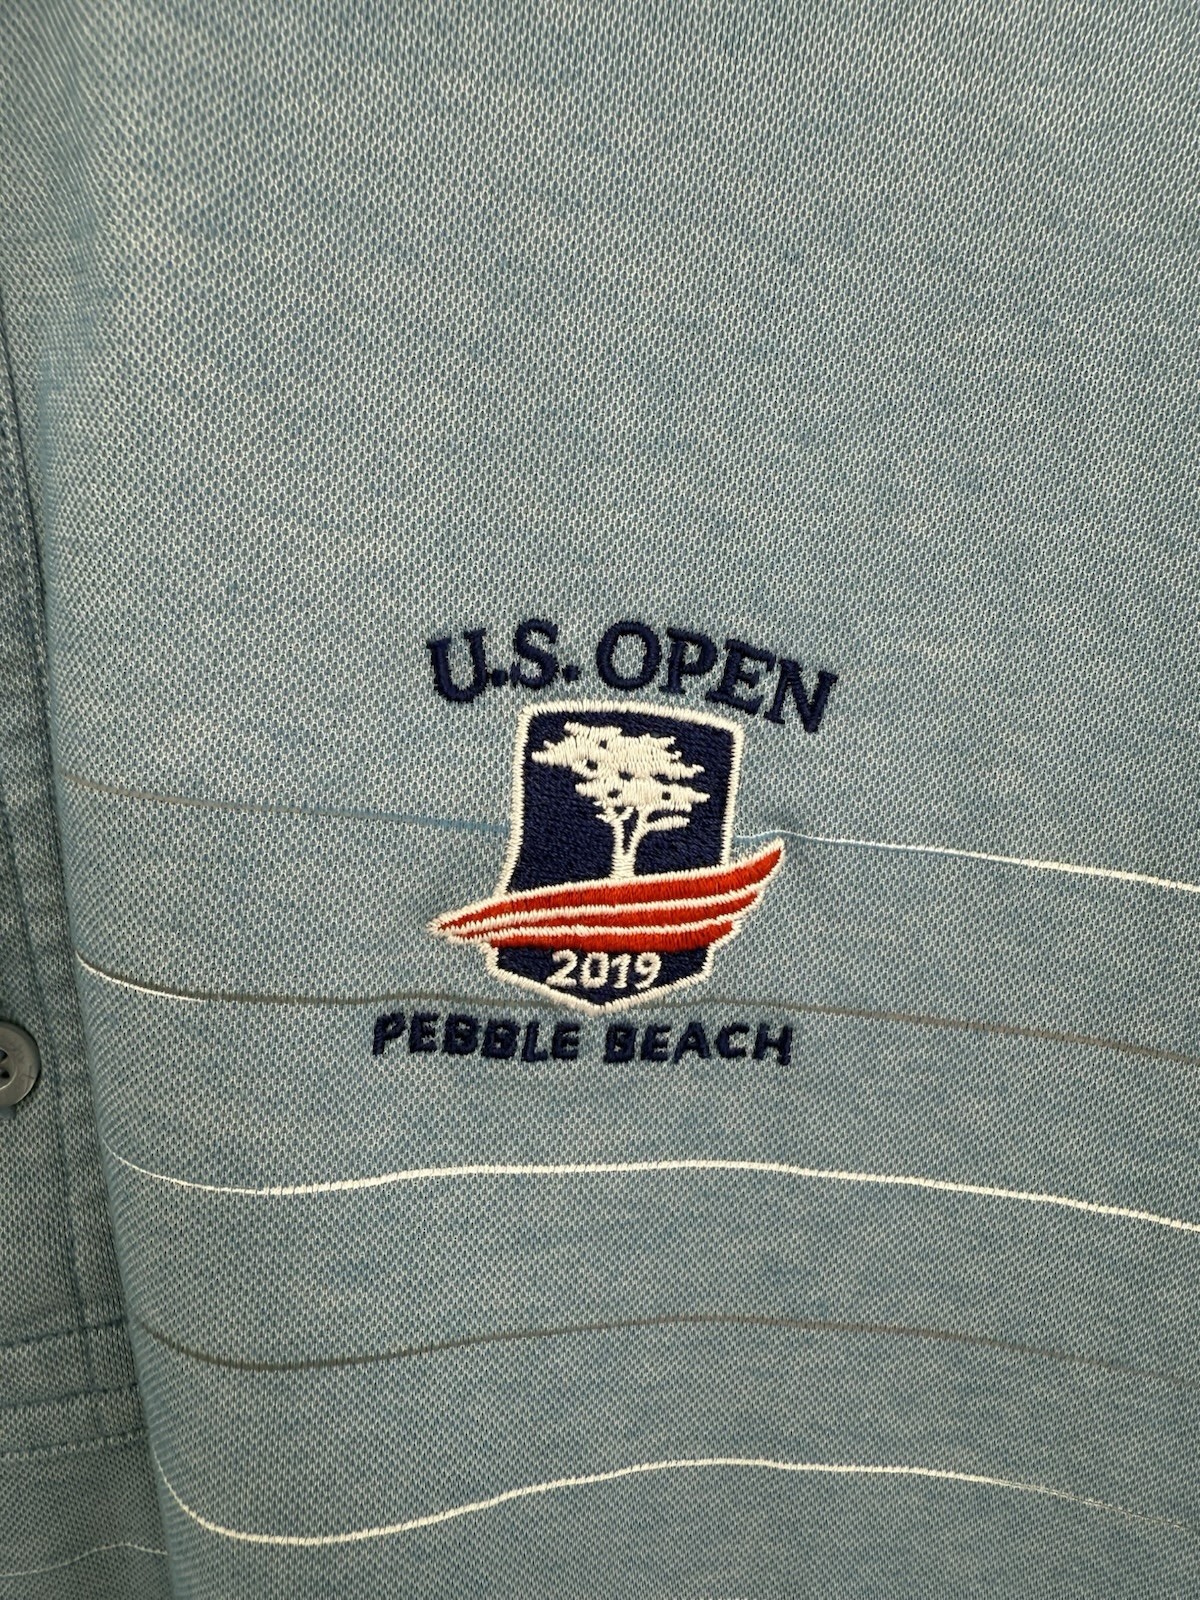 U.S. OPEN
2019
PEBBLE BEACH